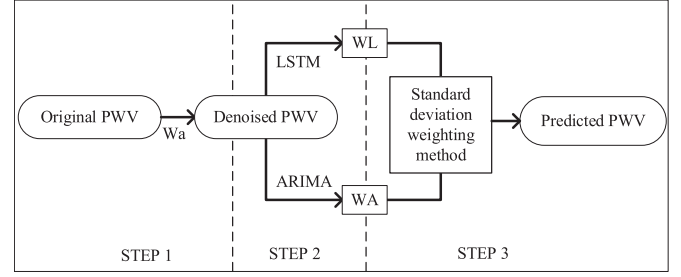 WL
LSTM
Original PWV
Wa
Denoised PWV
Standard
deviation
weighting
method
Predicted PWV
ARIMA
WA
STEP 1
STEP 2
STEP 3